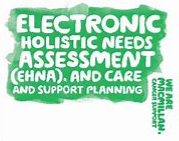 ELECTRONIC
HOLISTIC NEEDS
ASSESSMENT
(EHNA), AND CARE
AND SUPPORT PLANNING
WE ARE
MACMILLAN.
CANCER SUPPORT